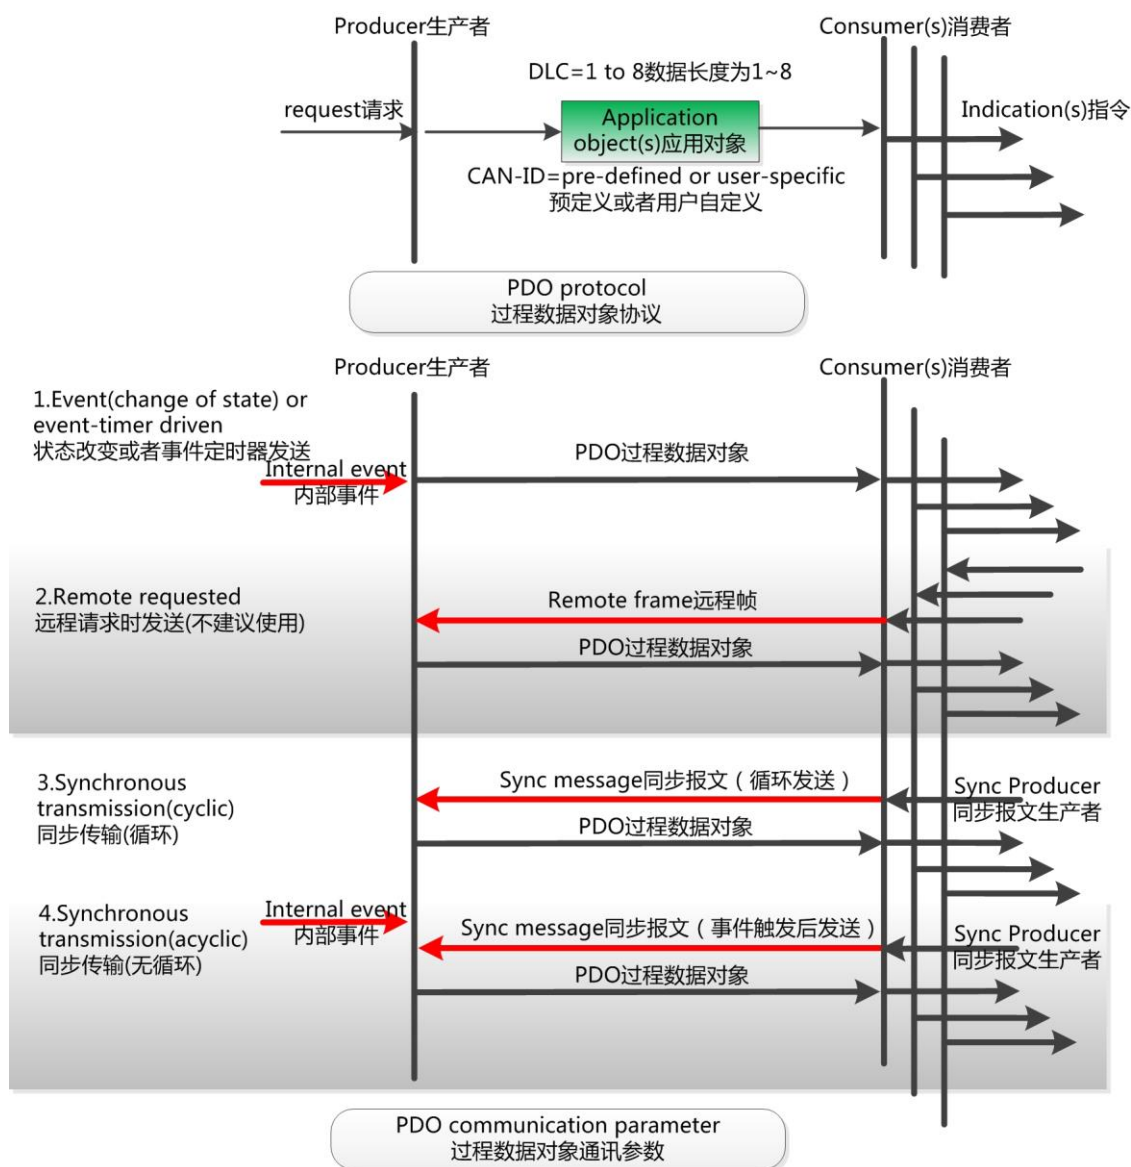 Producer生产者
Consumer(s)消费者
DLC=1 to 8数据长度为1~8
request请求
Application
object(s)应用对象
Indication(s)指令
CAN-ID=pre-defined or user-specific
预定义或者用户自定义
PDO protocol
过程数据对象协议
Producer生产者
Consumer(s)消费者
1.Event(change of state) or
event-timer driven
状态改变或者事件定时器发送
Internal event
内部事件
PDO过程数据对象
2.Remote requested
远程请求时发送(不建议使用)
Remote frame远程帧
PDO过程数据对象
3.Synchronous
transmission(cyclic)
同步传输(循环)
Sync message同步报文（循环发送）
Sync Producer
同步报文生产者
PDO过程数据对象
4.Synchronous
transmission(acyclic)
同步传输(无循环)
Internal event
内部事件
Sync message同步报文（事件触发后发送）
Sync Producer
同步报文生产者
PDO过程数据对象
PDO communication parameter
过程数据对象通讯参数